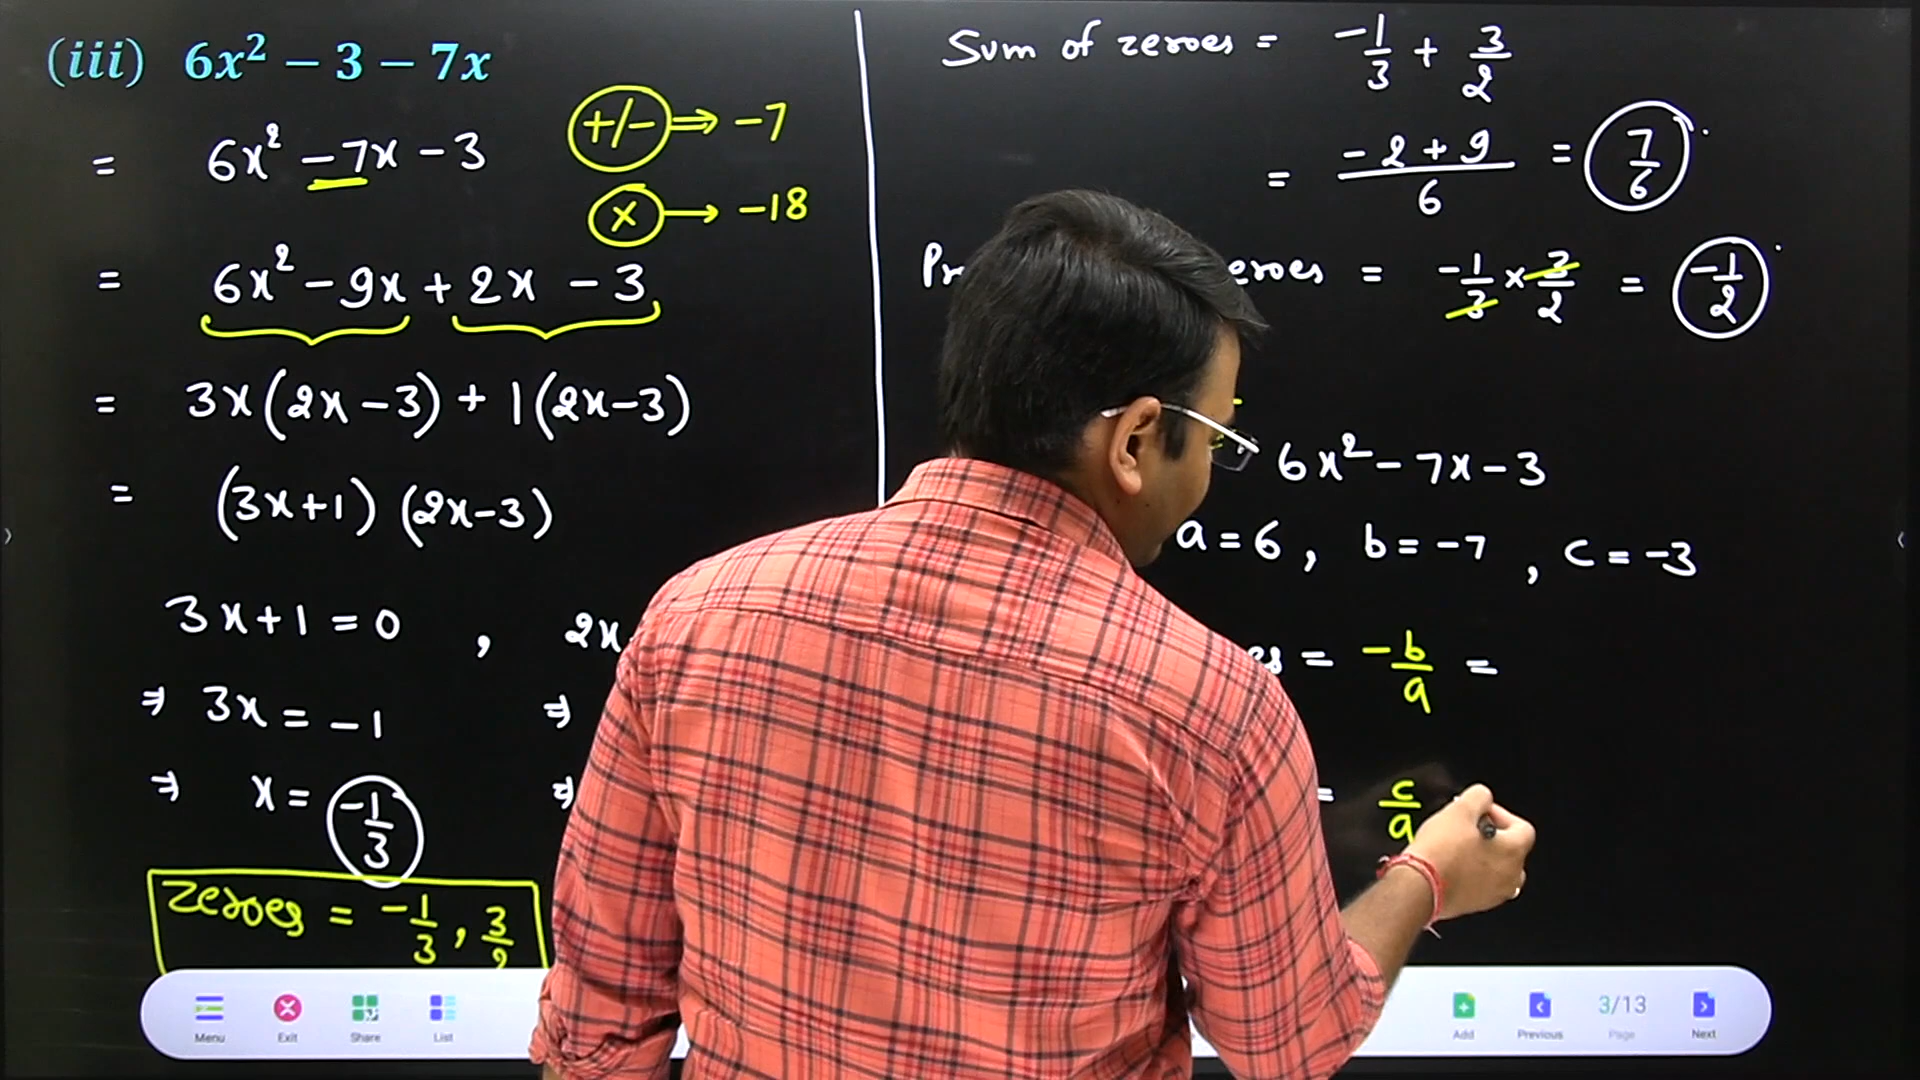 (iii) 6x² − 3 − 7x
= 6x² − 7x − 3
+/- ⇒ -7
× → -18
= 6x² − 9x + 2x − 3
= 3x(2x−3) + 1(2x−3)
= (3x+1) (2x−3)
3x+1 = 0 , 2x
⇒ 3x = −1 ⇒
⇒ x = -1/3 ⇒
Zeroes = -1/3 , 3/2
Sum of zeroes = -1/3 + 3/2
= (-2+9)/6 = 7/6
eroes = -1/3 × 3/2 = -1/2
6x² − 7x − 3
a = 6 , b = −7 , c = −3
es = -b/a =
= c/a
Menu
Exit
Share
List
Add
Previous
3/13
Page
Next